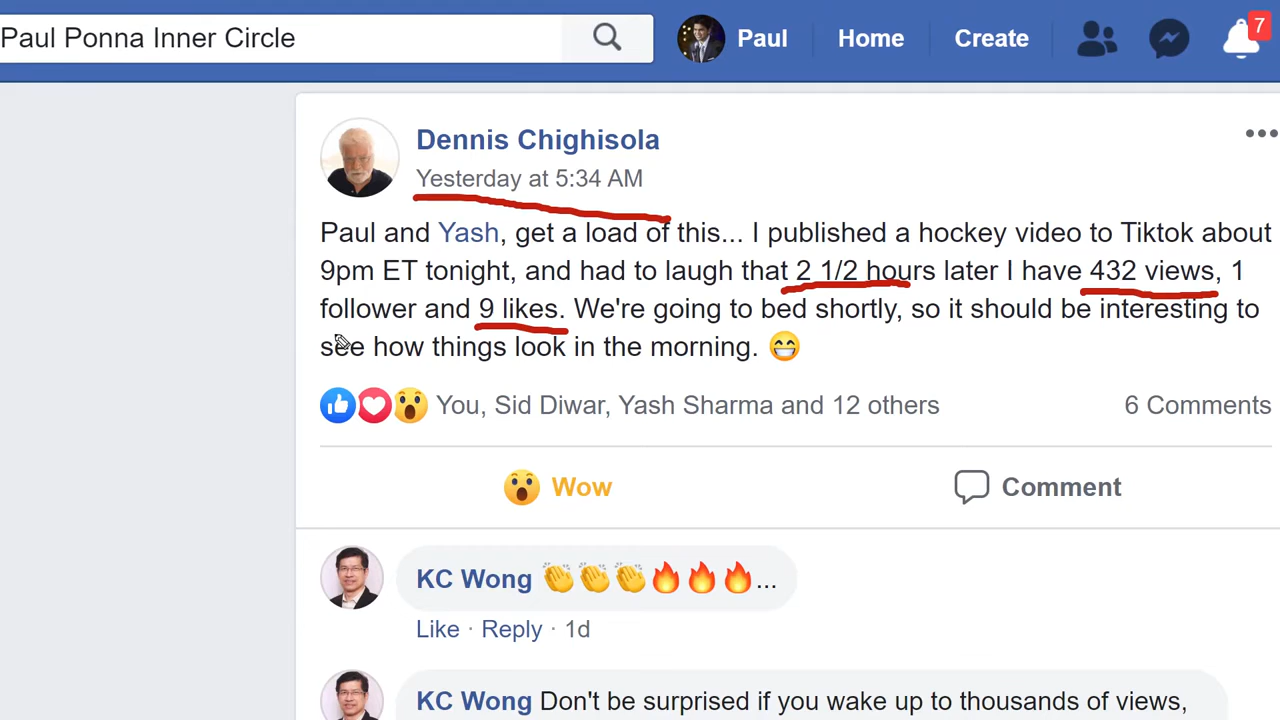 Paul Ponna Inner Circle
Paul Home Create 7
Dennis Chighisola
Yesterday at 5:34 AM
Paul and Yash, get a load of this... I published a hockey video to Tiktok about
9pm ET tonight, and had to laugh that 2 1/2 hours later I have 432 views, 1
follower and 9 likes. We're going to bed shortly, so it should be interesting to
see how things look in the morning. 😁
You, Sid Diwar, Yash Sharma and 12 others 6 Comments
Wow Comment
KC Wong 👏👏👏🔥🔥🔥...
Like · Reply · 1d
KC Wong Don't be surprised if you wake up to thousands of views,